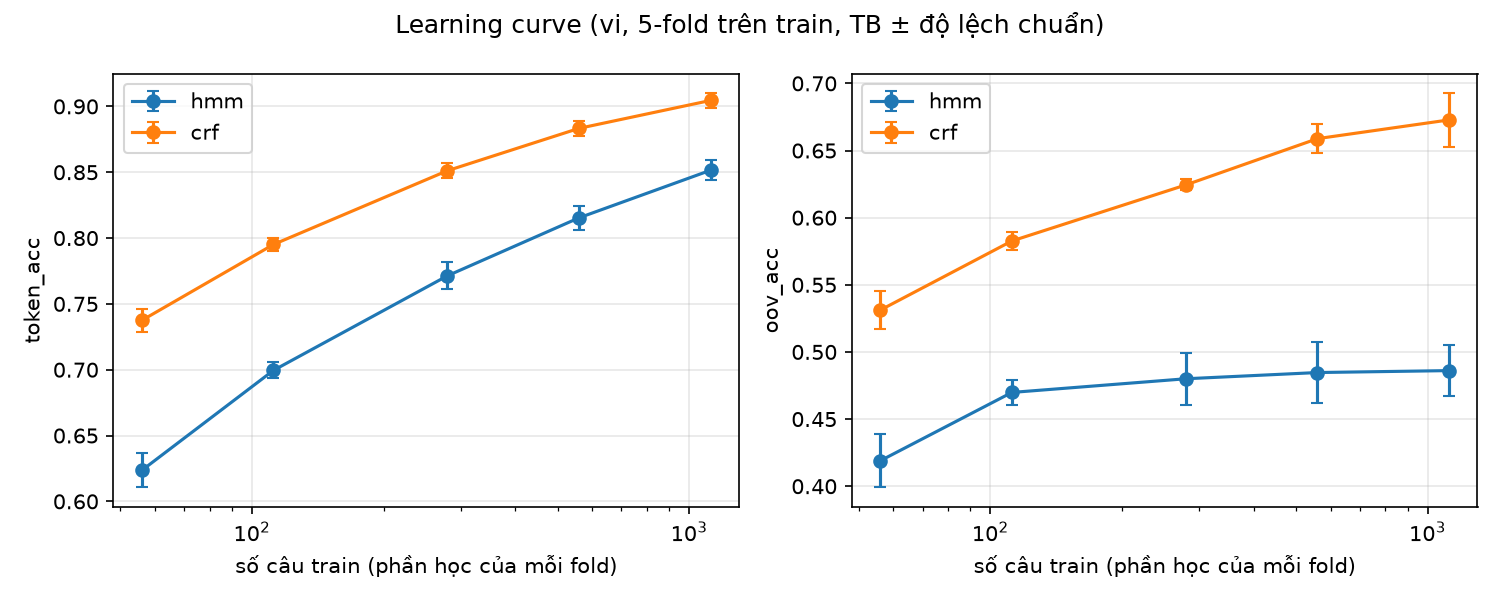 Learning curve (vi, 5-fold trên train, TB ± độ lệch chuẩn)
hmm
crf
token_acc
0.90
0.85
0.80
0.75
0.70
0.65
0.60
10²
10³
số câu train (phần học của mỗi fold)
hmm
crf
oov_acc
0.70
0.65
0.60
0.55
0.50
0.45
0.40
10²
10³
số câu train (phần học của mỗi fold)